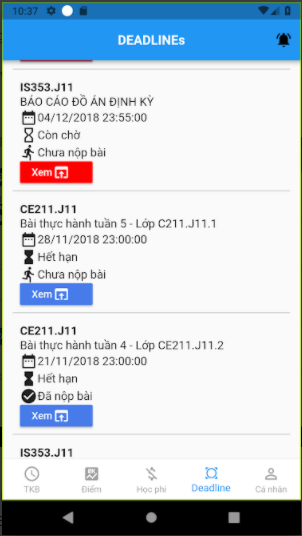 10:37
DEADLINEs
IS353.J11
BÁO CÁO ĐỒ ÁN ĐỊNH KỲ
04/12/2018 23:55:00
Còn chờ
Chưa nộp bài
Xem
CE211.J11
Bài thực hành tuần 5 - Lớp C211.J11.1
28/11/2018 23:00:00
Hết hạn
Chưa nộp bài
Xem
CE211.J11
Bài thực hành tuần 4 - Lớp CE211.J11.2
21/11/2018 23:00:00
Hết hạn
Đã nộp bài
Xem
IS353.J11
TKB Điểm Học phí Deadline Cá nhân